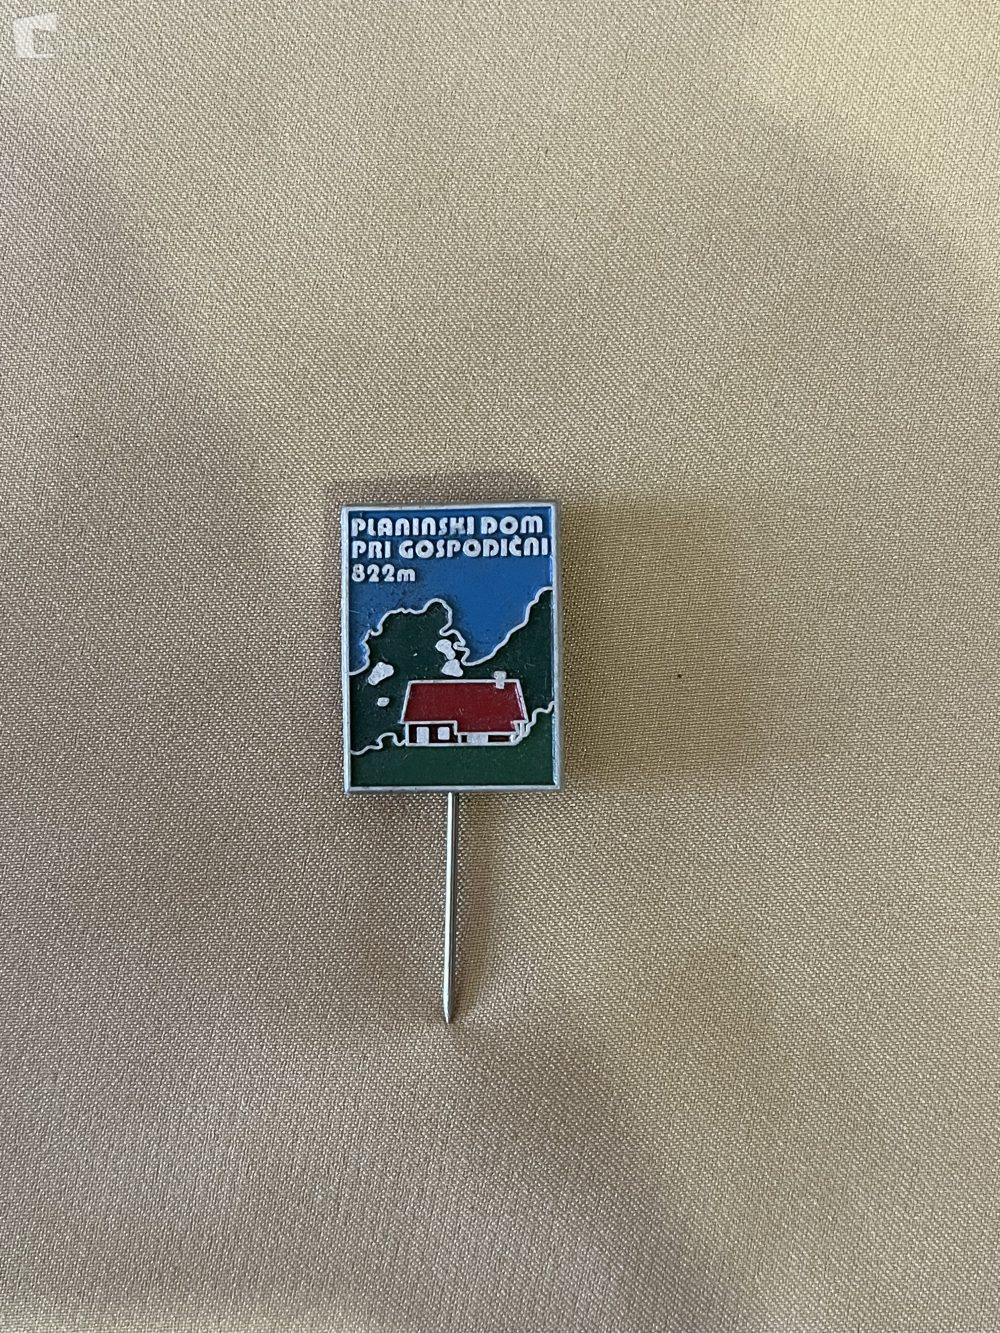 PLANINSKI DOM
PRI GOSPODIČNI
822m